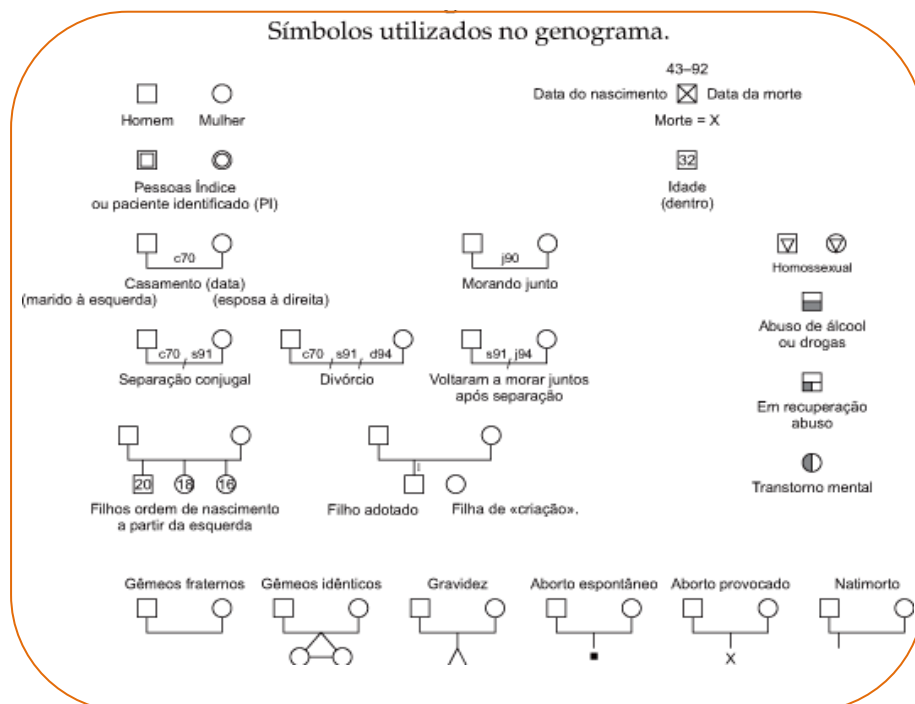 Símbolos utilizados no genograma.
43–92
Data do nascimento Data da morte
Homem Mulher
Morte = X
32
Pessoas Índice
ou paciente identificado (PI)
Idade
(dentro)
c70
j90
Casamento (data)
(marido à esquerda) (esposa à direita)
Morando junto
Homossexual
Abuso de álcool
ou drogas
c70 s91
c70 s91 d94
s91 j94
Separação conjugal
Divórcio
Voltaram a morar juntos
após separação
Em recuperação
abuso
20 18 16
Filhos ordem de nascimento
a partir da esquerda
Filho adotado
Filha de «criação».
Transtorno mental
Gêmeos fraternos
Gêmeos idênticos
Gravidez
Aborto espontâneo
Aborto provocado
Natimorto
X